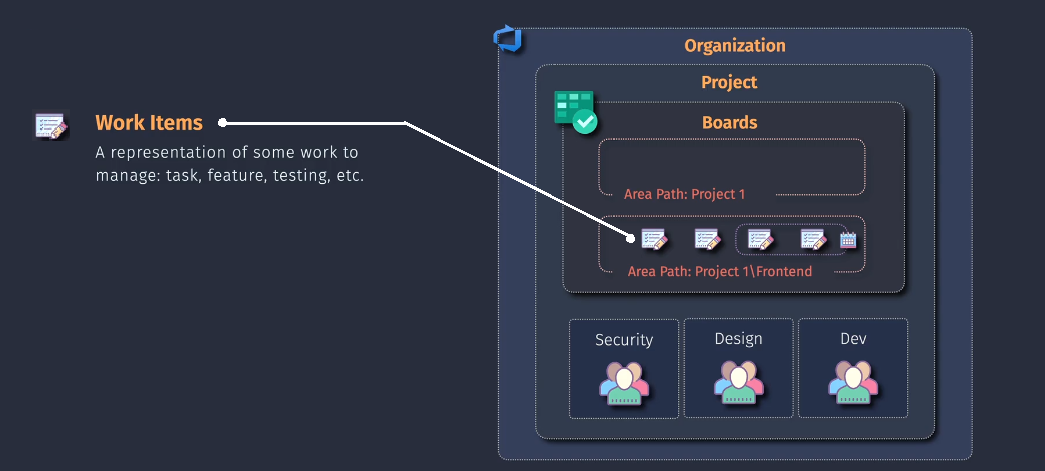 Organization
Project
Work Items
Boards
A representation of some work to
manage: task, feature, testing, etc.
Area Path: Project 1
Area Path: Project 1\Frontend
Security
Design
Dev